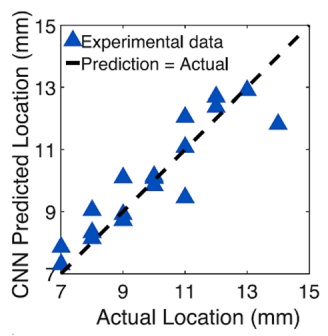 CNN Predicted Location (mm)
15
13
11
9
7
Experimental data
Prediction = Actual
7 9 11 13 15
Actual Location (mm)